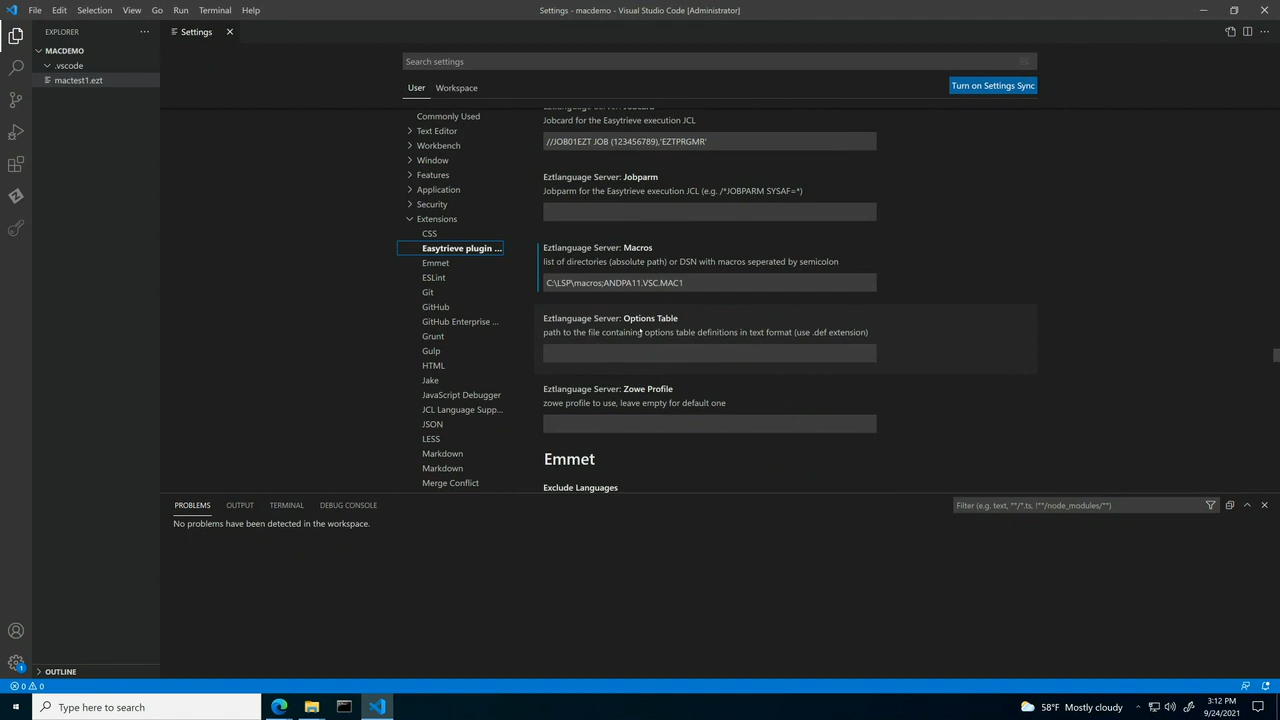 File Edit Selection View Go Run Terminal Help
Settings - macdemo - Visual Studio Code [Administrator]
EXPLORER
Settings
MACDEMO
.vscode
mactest1.ezt
Search settings
User
Workspace
Turn on Settings Sync
Commonly Used
Text Editor
Workbench
Window
Features
Application
Security
Extensions
CSS
Easytrieve plugin ...
Emmet
ESLint
Git
GitHub
GitHub Enterprise ...
Grunt
Gulp
HTML
Jake
JavaScript Debugger
JCL Language Supp...
JSON
LESS
Markdown
Markdown
Merge Conflict
Eztlanguage Server: Jobcard
Jobcard for the Easytrieve execution JCL
//JOB01EZT JOB (123456789),'EZTPRGMR'
Eztlanguage Server: Jobparm
Jobparm for the Easytrieve execution JCL (e.g. /*JOBPARM SYSAF=*)
Eztlanguage Server: Macros
list of directories (absolute path) or DSN with macros seperated by semicolon
C:\LSP\macros;ANDPA11.VSC.MAC1
Eztlanguage Server: Options Table
path to the file containing options table definitions in text format (use .def extension)
Eztlanguage Server: Zowe Profile
zowe profile to use, leave empty for default one
Emmet
Exclude Languages
PROBLEMS OUTPUT TERMINAL DEBUG CONSOLE
Filter (e.g. text, **/*.ts, !**/node_modules/**)
No problems have been detected in the workspace.
OUTLINE
1
0 0
Type here to search
58°F Mostly cloudy
3:12 PM
9/24/2021